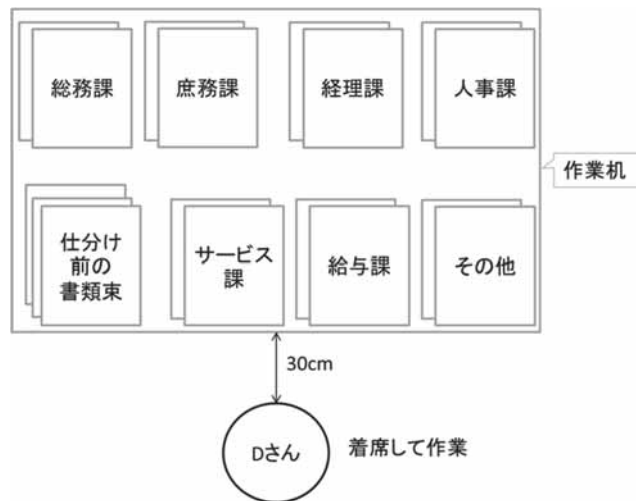 総務課
庶務課
経理課
人事課
作業机
仕分け
前の
書類束
サービス
課
給与課
その他
30cm
Dさん
着席して作業